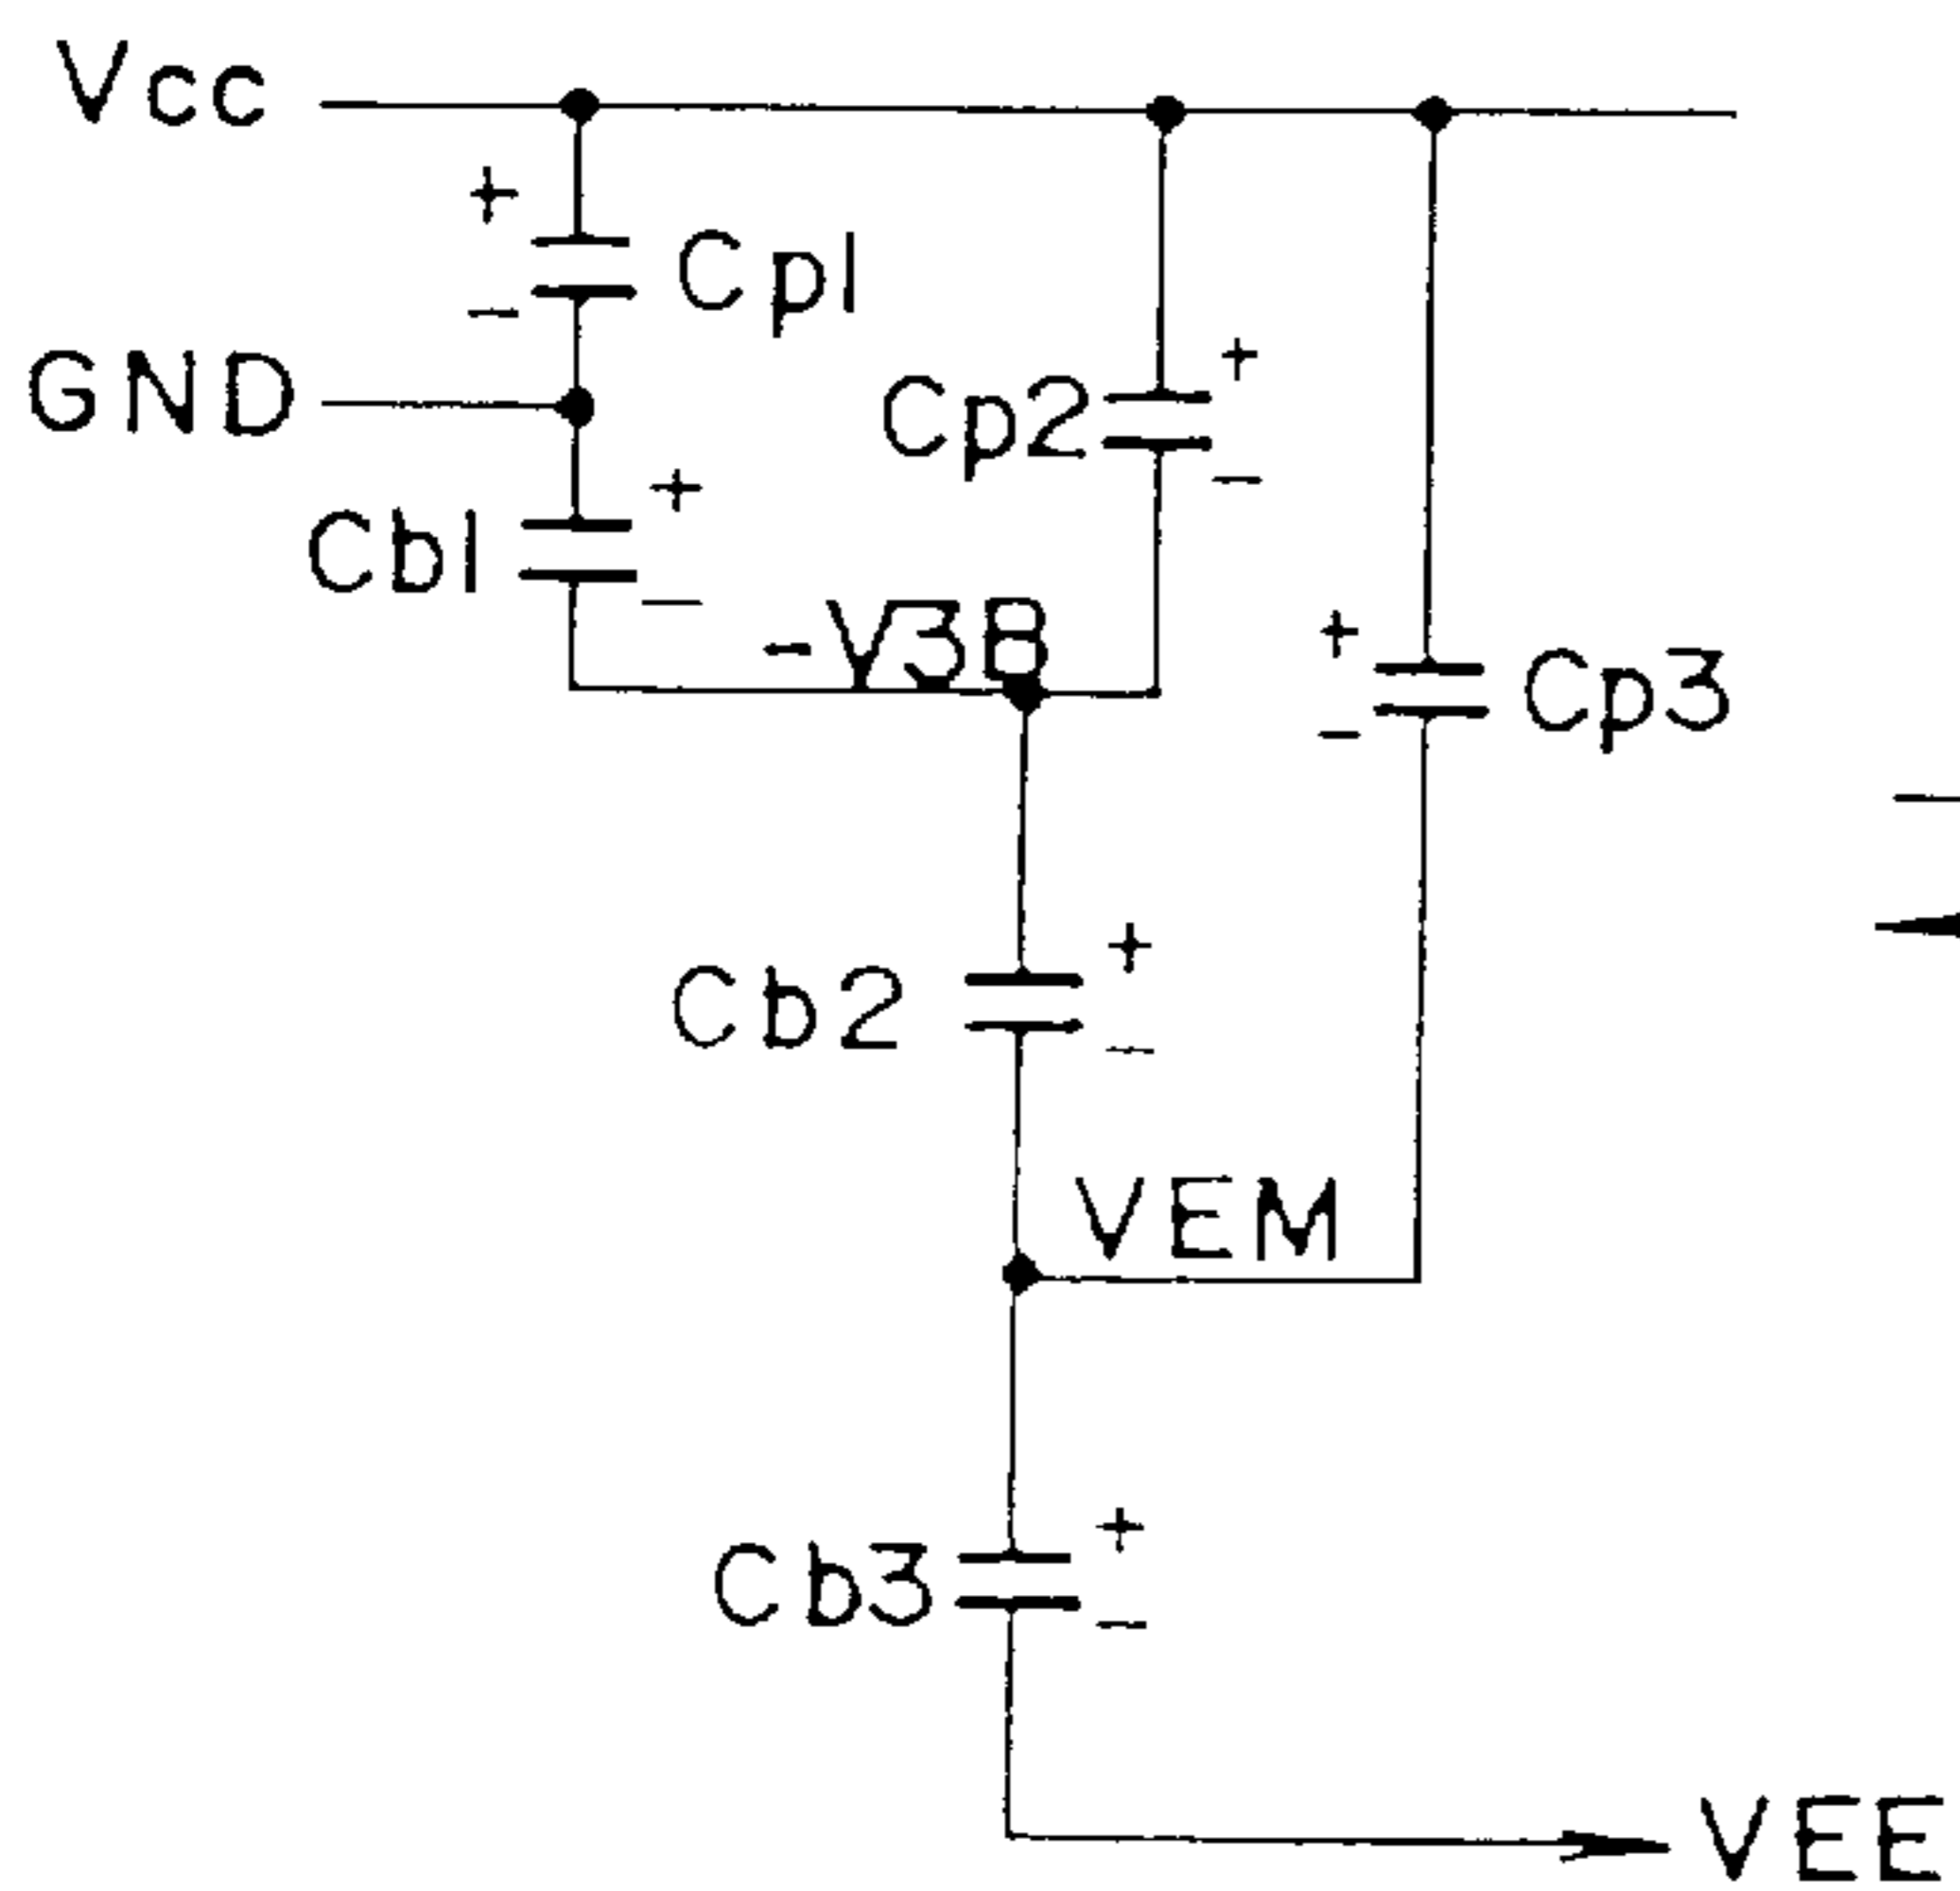 Vcc
+
Cp1
-
GND
+
Cp2
+
Cb1
-
-
-V3B
+
Cp3
-
+
Cb2
-
VEM
+
Cb3
-
VEE